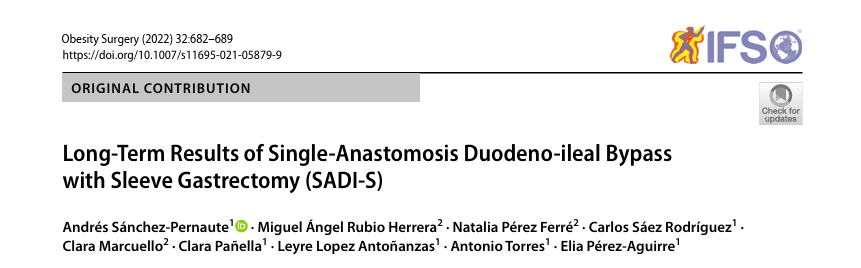 Obesity Surgery (2022) 32:682–689
https://doi.org/10.1007/s11695-021-05879-9
IFSO
ORIGINAL CONTRIBUTION
Check for
updates
Long-Term Results of Single-Anastomosis Duodeno-ileal Bypass
with Sleeve Gastrectomy (SADI-S)
Andrés Sánchez-Pernaute¹ iD · Miguel Ángel Rubio Herrera² · Natalia Pérez Ferré² · Carlos Sáez Rodríguez¹ ·
Clara Marcuello² · Clara Pañella¹ · Leyre Lopez Antoñanzas¹ · Antonio Torres¹ · Elia Pérez-Aguirre¹